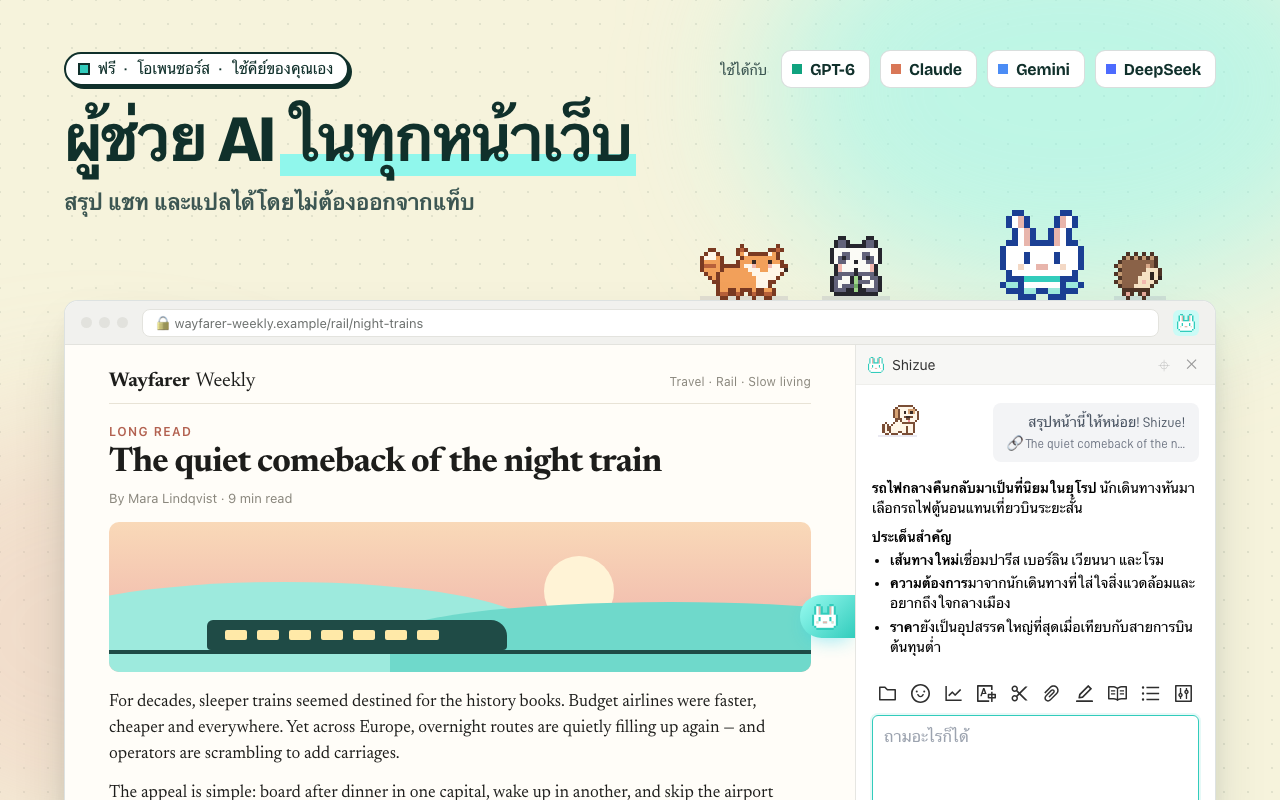 ฟรี · โอเพนซอร์ส · ใช้คีย์ของคุณเอง
ใช้ได้กับ
GPT-6
Claude
Gemini
DeepSeek
ผู้ช่วย AI ในทุกหน้าเว็บ
สรุป แชท และแปลได้โดยไม่ต้องออกจากแท็บ
wayfarer-weekly.example/rail/night-trains
Wayfarer Weekly
Travel · Rail · Slow living
LONG READ
The quiet comeback of the night train
By Mara Lindqvist · 9 min read
For decades, sleeper trains seemed destined for the history books. Budget airlines were faster,
cheaper and everywhere. Yet across Europe, overnight routes are quietly filling up again — and
operators are scrambling to add carriages.
The appeal is simple: board after dinner in one capital, wake up in another, and skip the airport
Shizue
สรุปหน้านี้ให้หน่อย! Shizue!
The quiet comeback of the n...
รถไฟกลางคืนกลับมาเป็นที่นิยมในยุโรป นักเดินทางหันมา
เลือกรถไฟตู้นอนแทนเที่ยวบินระยะสั้น
ประเด็นสำคัญ
• เส้นทางใหม่เชื่อมปารีส เบอร์ลิน เวียนนา และโรม
• ความต้องการมาจากนักเดินทางที่ใส่ใจสิ่งแวดล้อมและ
อยากถึงใจกลางเมือง
• ราคายังเป็นอุปสรรคใหญ่ที่สุดเมื่อเทียบกับสายการบิน
ต้นทุนต่ำ
ถามอะไรก็ได้